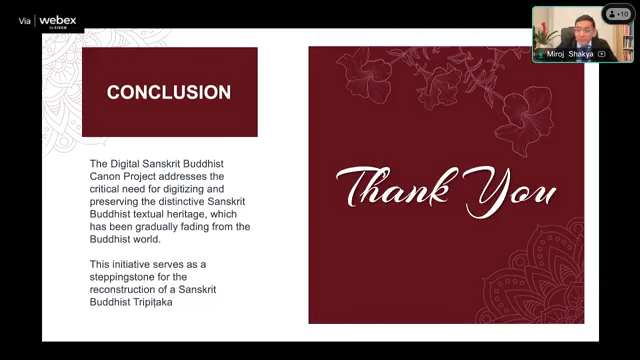 Via webex
by CISCO
+10
Miroj Shakya
CONCLUSION
The Digital Sanskrit Buddhist
Canon Project addresses the
critical need for digitizing and
preserving the distinctive Sanskrit
Buddhist textual heritage, which
has been gradually fading from the
Buddhist world.
This initiative serves as a
steppingstone for the
reconstruction of a Sanskrit
Buddhist Tripiṭaka
Thank You